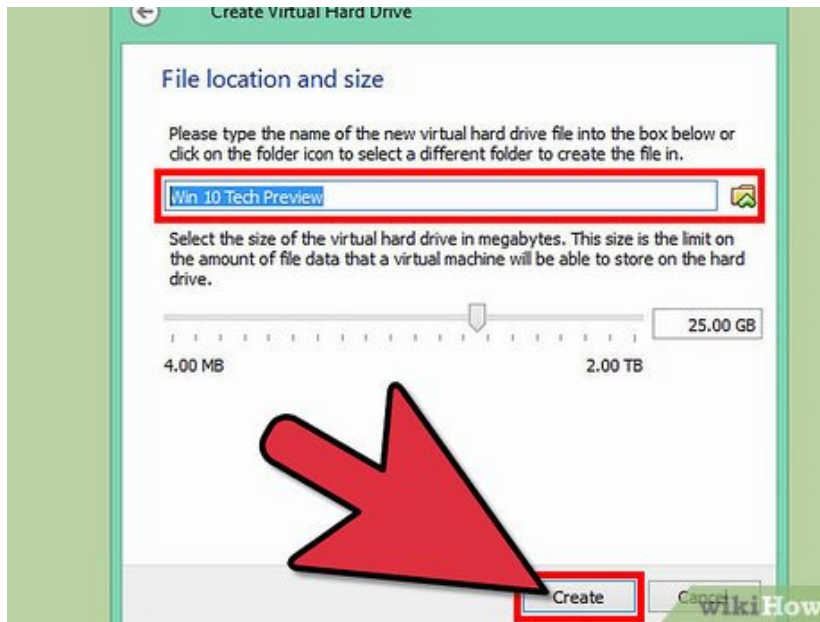 Create Virtual Hard Drive
File location and size
Please type the name of the new virtual hard drive file into the box below or
click on the folder icon to select a different folder to create the file in.
Win 10 Tech Preview
Select the size of the virtual hard drive in megabytes. This size is the limit on
the amount of file data that a virtual machine will be able to store on the hard
drive.
25.00 GB
4.00 MB
2.00 TB
Create
Cancel
wikiHow